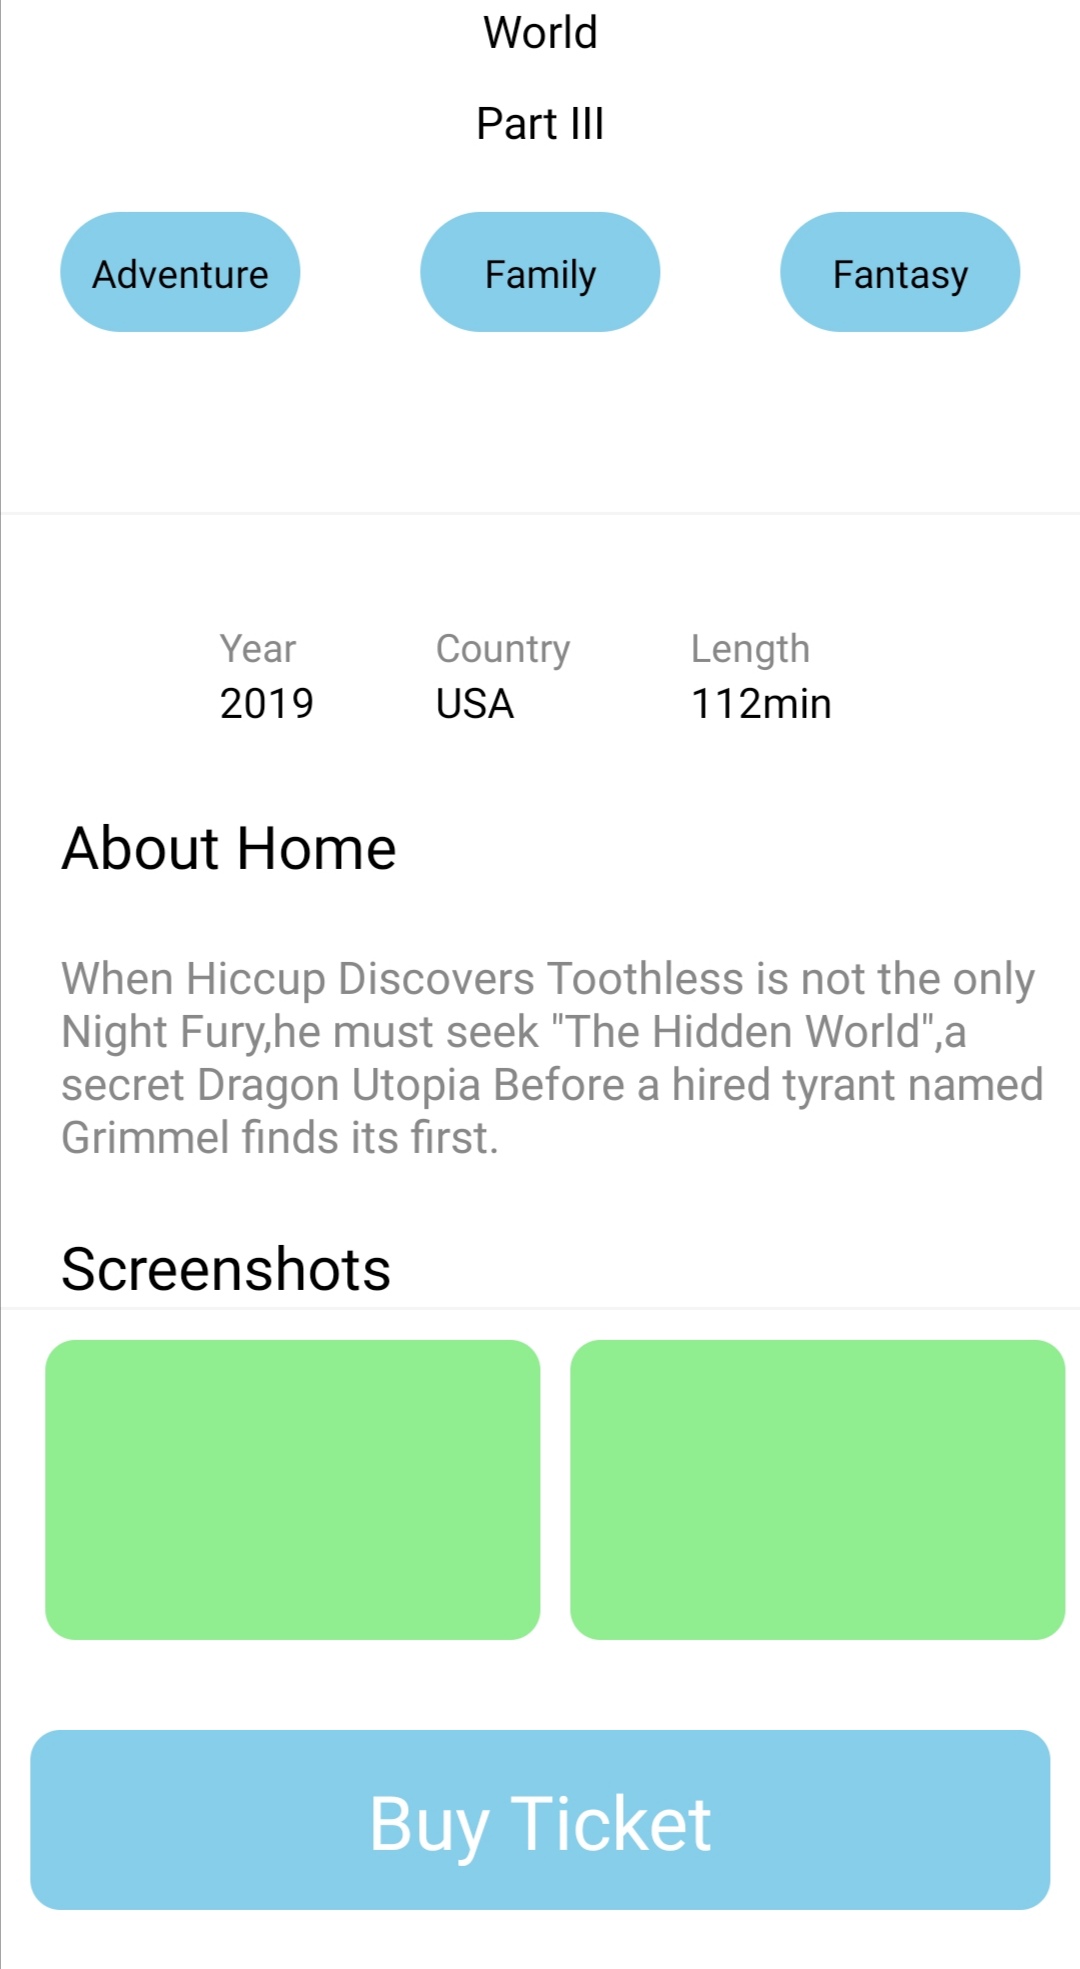 World
Part III
Adventure Family Fantasy
Year Country Length
2019 USA 112min
About Home
When Hiccup Discovers Toothless is not the only
Night Fury,he must seek "The Hidden World",a
secret Dragon Utopia Before a hired tyrant named
Grimmel finds its first.
Screenshots
Buy Ticket